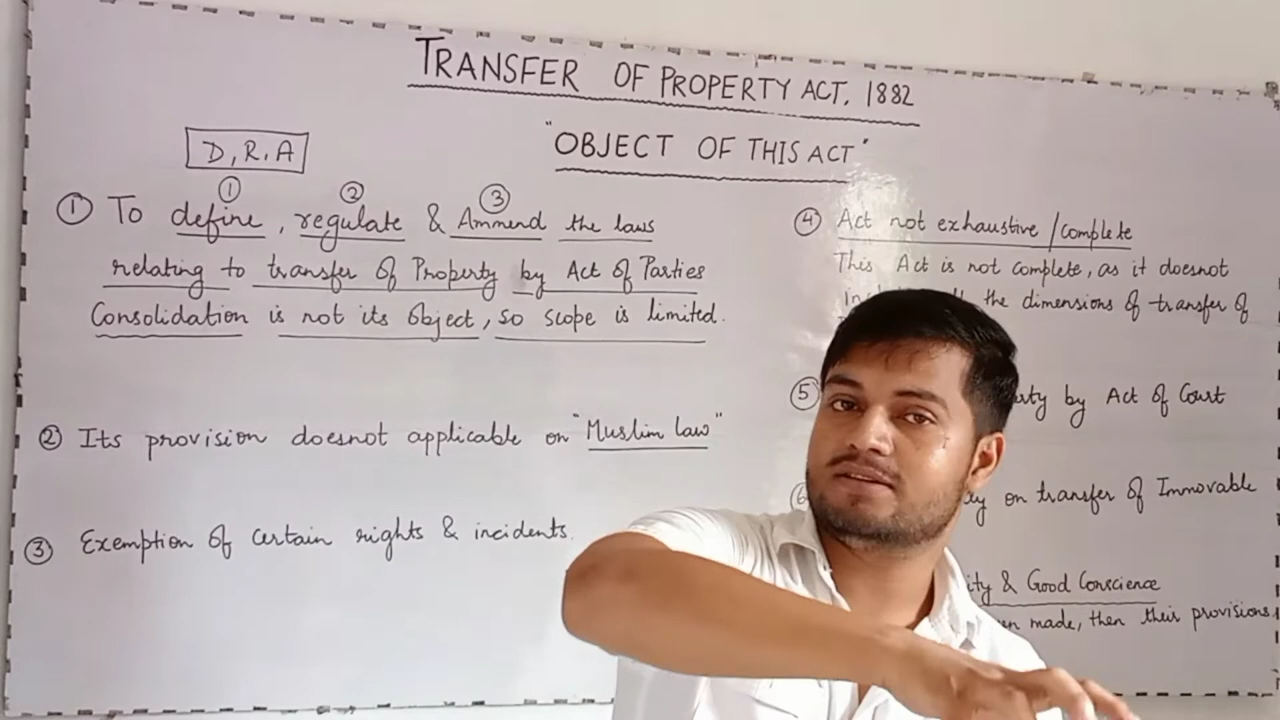 TRANSFER OF PROPERTY ACT, 1882
"OBJECT OF THIS ACT"
D, R, A
① ② ③
① To define, regulate & Ammend the laws
relating to transfer of Property by Act of Parties
Consolidation is not its Object, so scope is limited.
② Its provision doesnot applicable on "Muslim law"
③ Exemption of certain rights & incidents.
④ Act not exhaustive/complete
This Act is not complete, as it doesnot
the dimensions of transfer of
⑤ by Act of Court
on transfer of Immovable
& Good Conscience
made, then their provisions